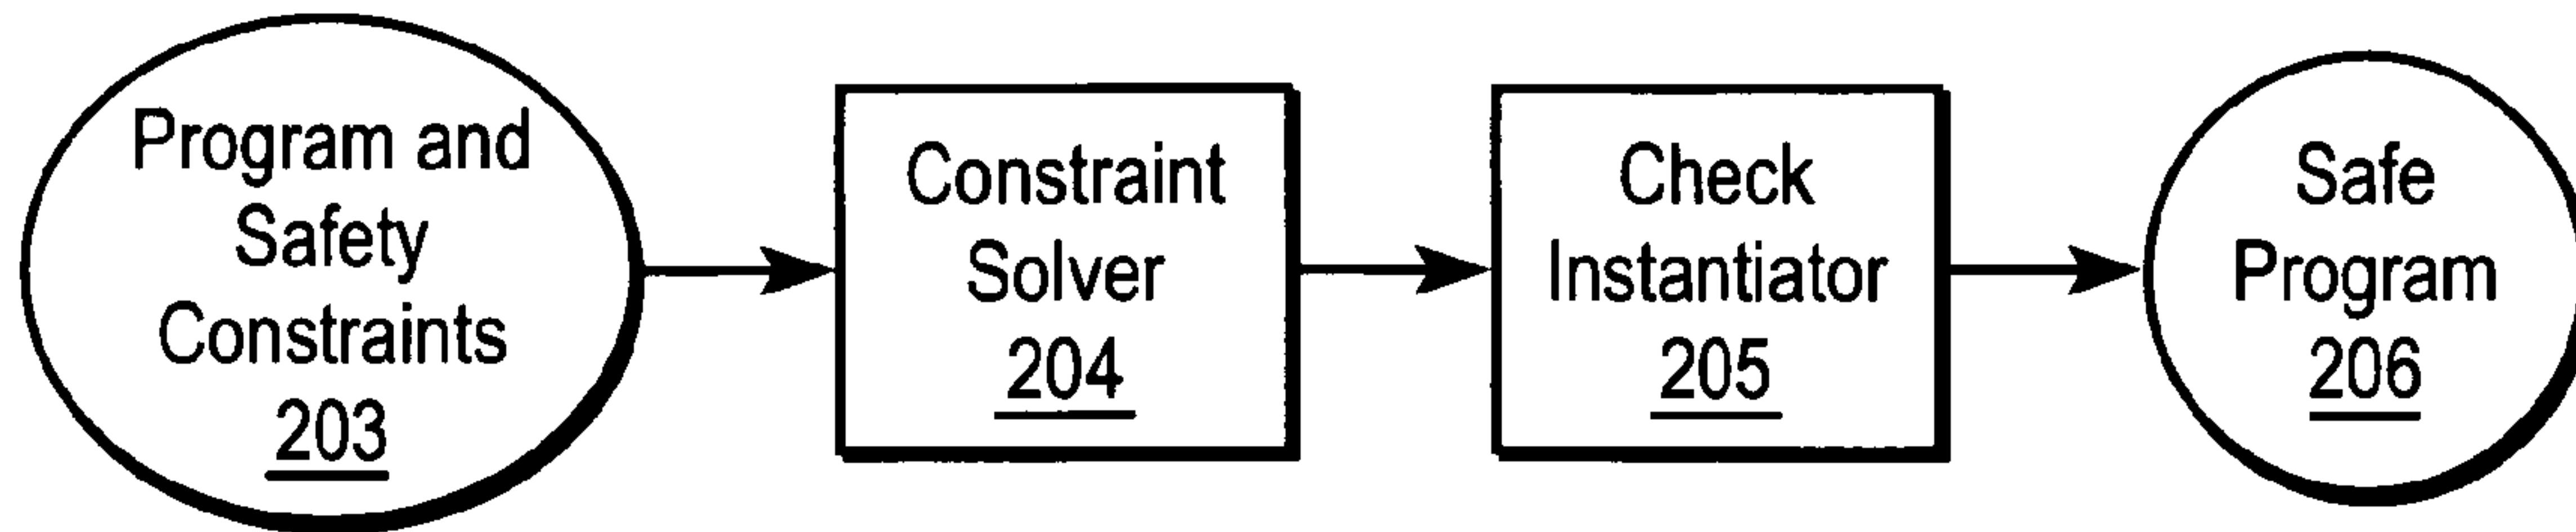 Program and
Safety
Constraints
203
Constraint
Solver
204
Check
Instantiator
205
Safe
Program
206